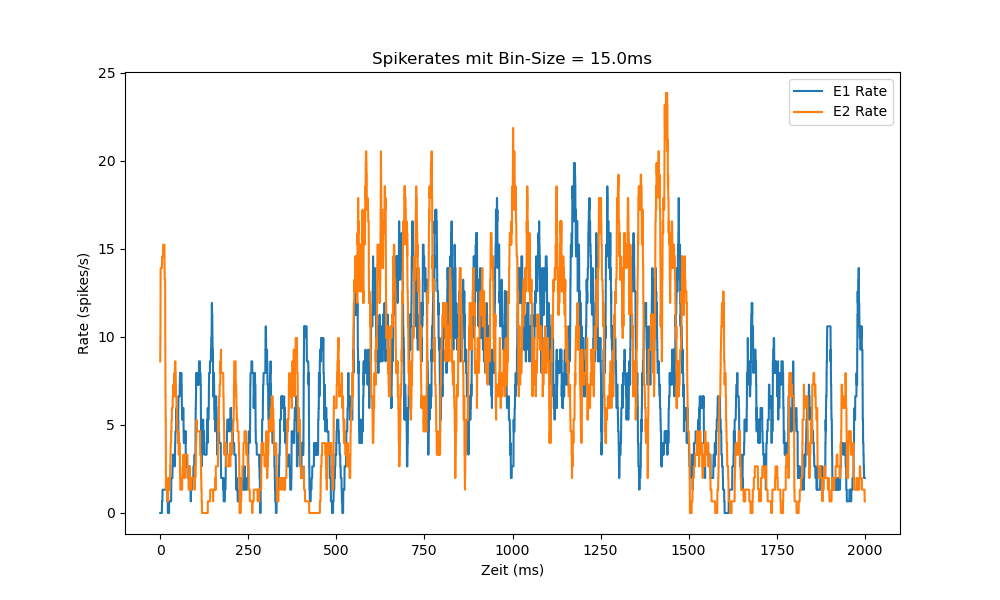 Spikerates mit Bin-Size = 15.0ms
E1 Rate
E2 Rate
Rate (spikes/s)
25
20
15
10
5
0
0 250 500 750 1000 1250 1500 1750 2000
Zeit (ms)